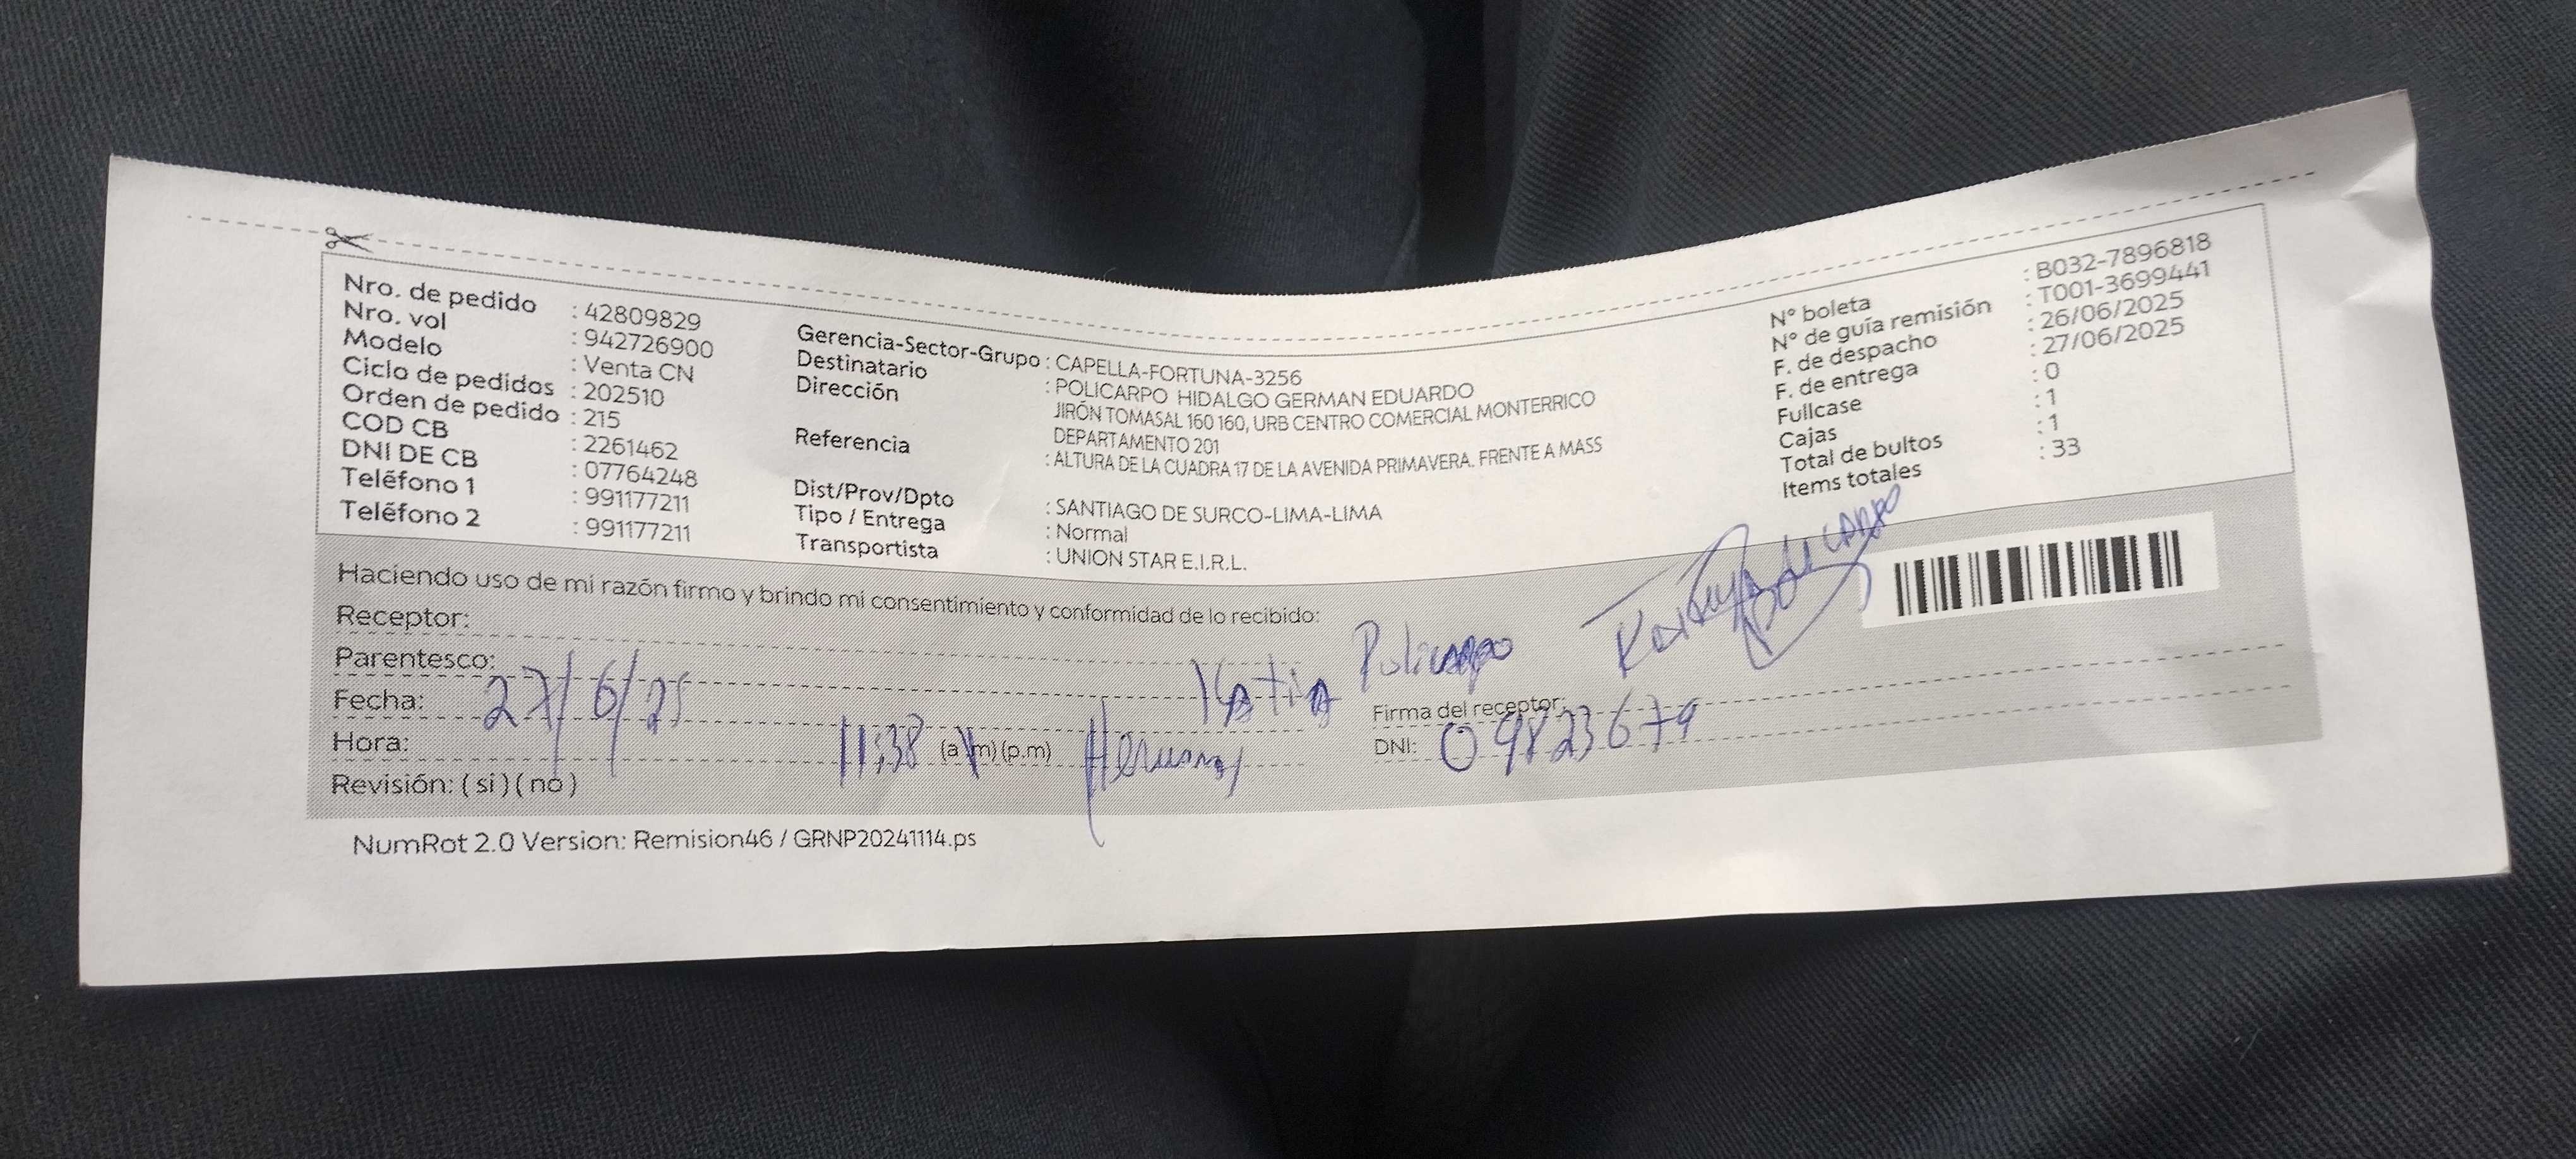 Nro. de pedido : 42809829
Nro. vol : 942726900
Modelo : Venta CN
Ciclo de pedidos : 202510
Orden de pedido : 215
COD CB : 2261462
DNI DE CB : 07764248
Teléfono 1 : 991177211
Teléfono 2 : 991177211
Gerencia-Sector-Grupo : CAPELLA-FORTUNA-3256
Destinatario : POLICARPO HIDALGO GERMAN EDUARDO
Dirección JIRÓN TOMASAL 160 160, URB CENTRO COMERCIAL MONTERRICO
DEPARTAMENTO 201
Referencia : ALTURA DE LA CUADRA 17 DE LA AVENIDA PRIMAVERA. FRENTE A MASS
Dist/Prov/Dpto : SANTIAGO DE SURCO-LIMA-LIMA
Tipo / Entrega : Normal
Transportista : UNION STAR E.I.R.L.
N° boleta : B032-7896818
N° de guía remisión : T001-3699441
F. de despacho : 26/06/2025
F. de entrega : 27/06/2025
Fullcase : 0
Cajas : 1
Total de bultos : 1
Items totales : 33
Haciendo uso de mi razón firmo y brindo mi consentimiento y conformidad de lo recibido:
Receptor: Katia Policarpo
Parentesco:
Fecha: 27/6/25
Hora: 11:38 (a.m) (p.m)
Revisión: ( si ) ( no )
Firma del receptor:
DNI: 09823679
NumRot 2.0 Version: Remision46 / GRNP20241114.ps